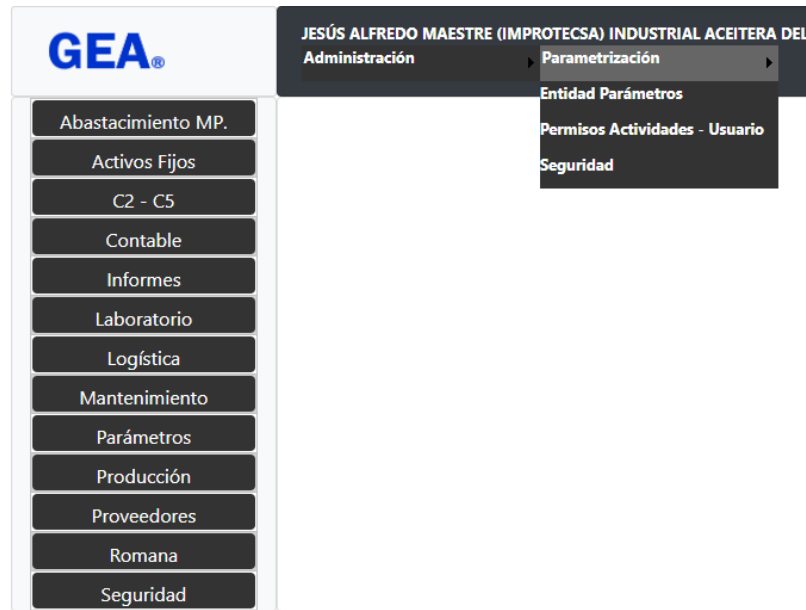 GEA®
JESÚS ALFREDO MAESTRE (IMPROTECSA) INDUSTRIAL ACEITERA DEL
Administración
Parametrización
Entidad Parámetros
Permisos Actividades - Usuario
Seguridad
Abastacimiento MP.
Activos Fijos
C2 - C5
Contable
Informes
Laboratorio
Logística
Mantenimiento
Parámetros
Producción
Proveedores
Romana
Seguridad